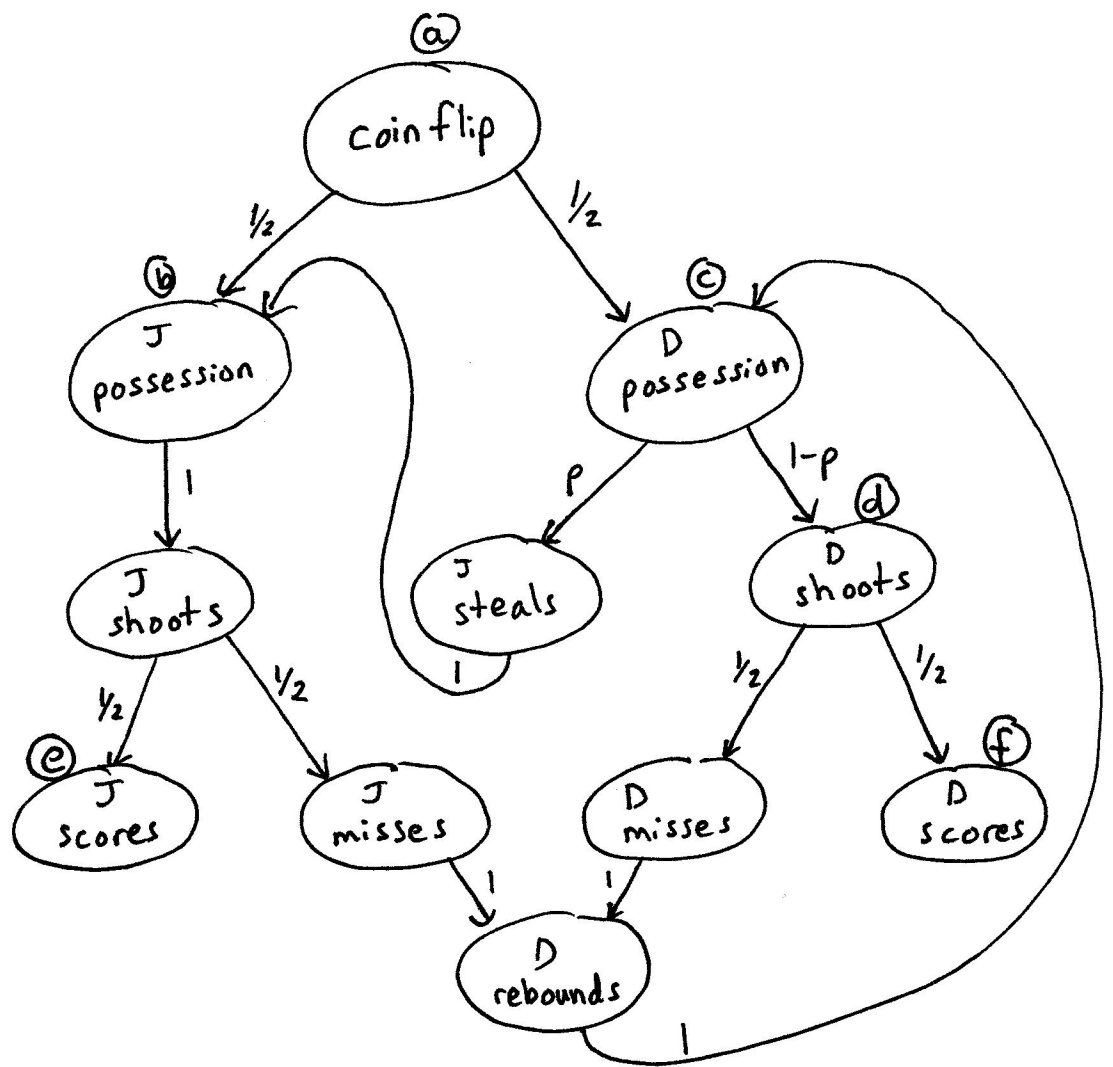 a
coin flip
1/2
1/2
b
c
J
possession
D
possession
1
p
1-p
d
J
shoots
J
steals
D
shoots
1
1/2
1/2
1/2
1/2
e
f
J
scores
J
misses
D
misses
D
scores
1
1
D
rebounds
1